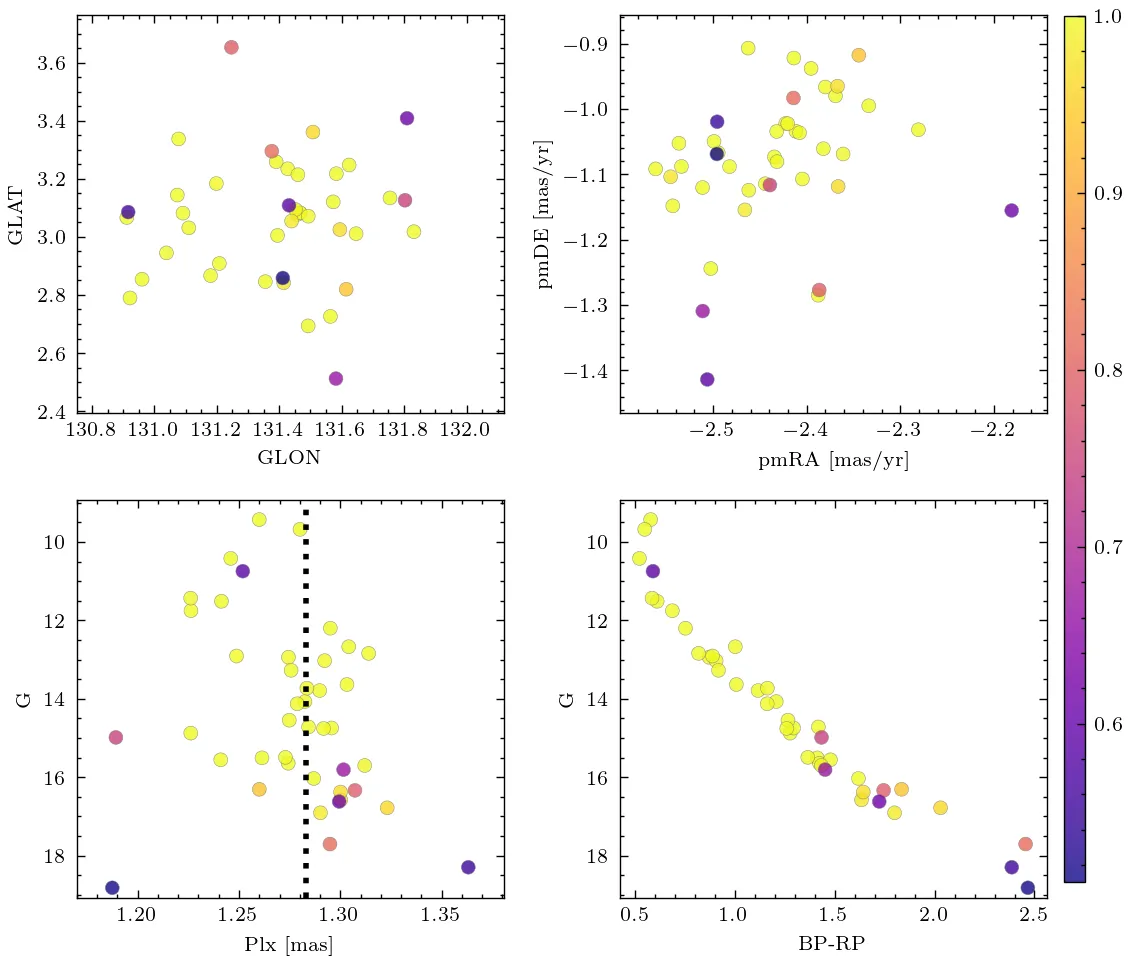 3.6
3.4
3.2
3.0
2.8
2.6
2.4
GLAT
130.8 131.0 131.2 131.4 131.6 131.8 132.0
GLON
−0.9
−1.0
−1.1
−1.2
−1.3
−1.4
pmDE [mas/yr]
−2.5 −2.4 −2.3 −2.2
pmRA [mas/yr]
1.0
0.9
0.8
0.7
0.6
10
12
14
16
18
G
1.20 1.25 1.30 1.35
Plx [mas]
10
12
14
16
18
G
0.5 1.0 1.5 2.0 2.5
BP-RP